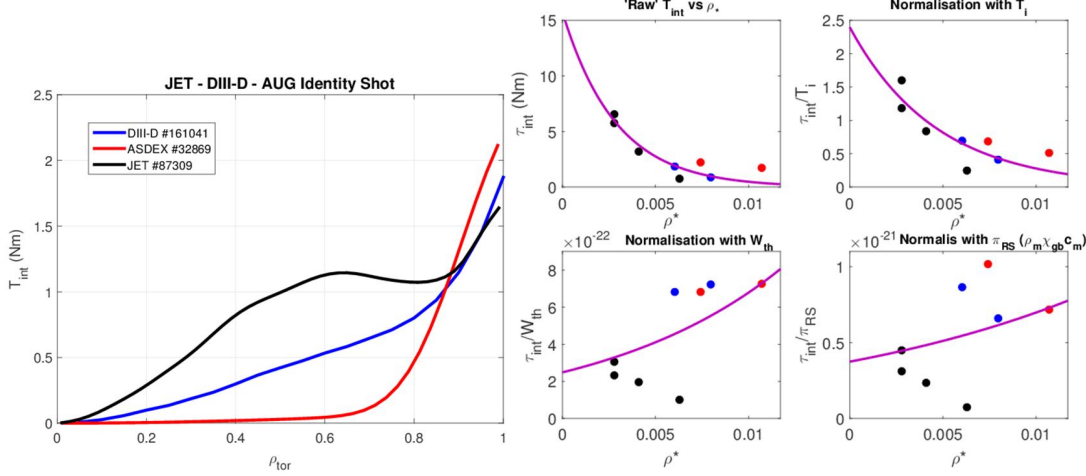 JET - DIII-D - AUG Identity Shot
2.5
2
1.5
1
0.5
0
T_int (Nm)
DIII-D #161041
ASDEX #32869
JET #87309
0 0.2 0.4 0.6 0.8 1
ρ_tor
'Raw' T_int vs ρ_*
15
10
5
0
τ_int (Nm)
0 0.005 0.01
ρ*
Normalisation with T_i
2.5
2
1.5
1
0.5
0
τ_int/T_i
0 0.005 0.01
ρ*
×10^-22 Normalisation with W_th
8
6
4
2
0
τ_int/W_th
0 0.005 0.01
ρ*
×10^-21 Normalis with π_RS (ρ_m χ_gb c_m)
1
0.5
0
τ_int/π_RS
0 0.005 0.01
ρ*